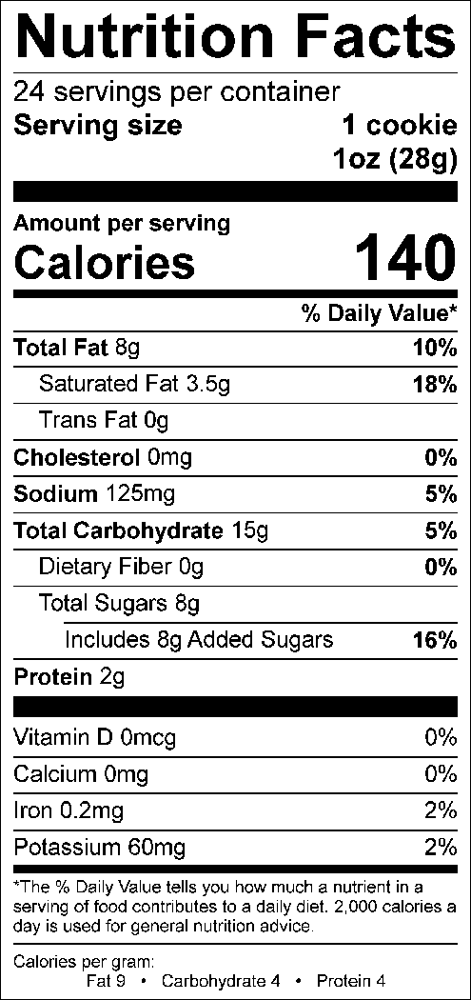 Nutrition Facts
24 servings per container
Serving size 1 cookie
1oz (28g)
Amount per serving
Calories 140
% Daily Value*
Total Fat 8g 10%
Saturated Fat 3.5g 18%
Trans Fat 0g
Cholesterol 0mg 0%
Sodium 125mg 5%
Total Carbohydrate 15g 5%
Dietary Fiber 0g 0%
Total Sugars 8g
Includes 8g Added Sugars 16%
Protein 2g
Vitamin D 0mcg 0%
Calcium 0mg 0%
Iron 0.2mg 2%
Potassium 60mg 2%
*The % Daily Value tells you how much a nutrient in a
serving of food contributes to a daily diet. 2,000 calories a
day is used for general nutrition advice.
Calories per gram:
Fat 9 • Carbohydrate 4 • Protein 4